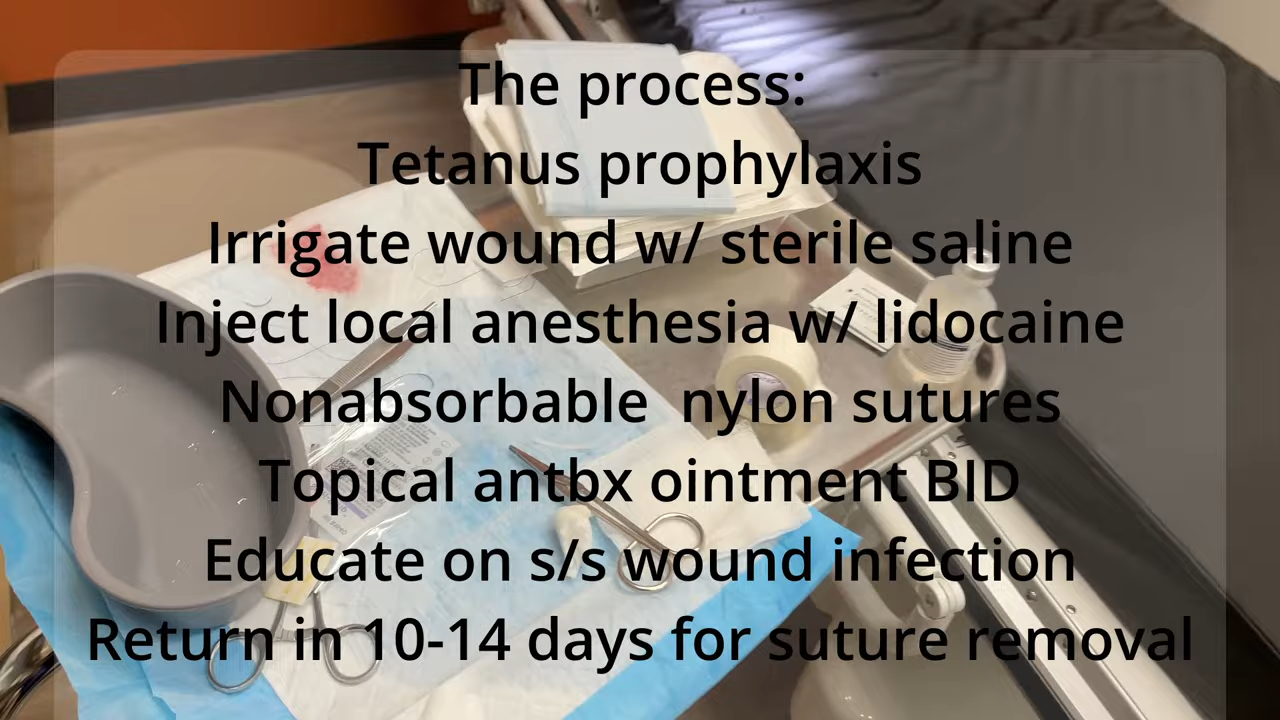 The process:
Tetanus prophylaxis
Irrigate wound w/ sterile saline
Inject local anesthesia w/ lidocaine
Nonabsorbable  nylon sutures
Topical antbx ointment BID
Educate on s/s wound infection
Return in 10-14 days for suture removal